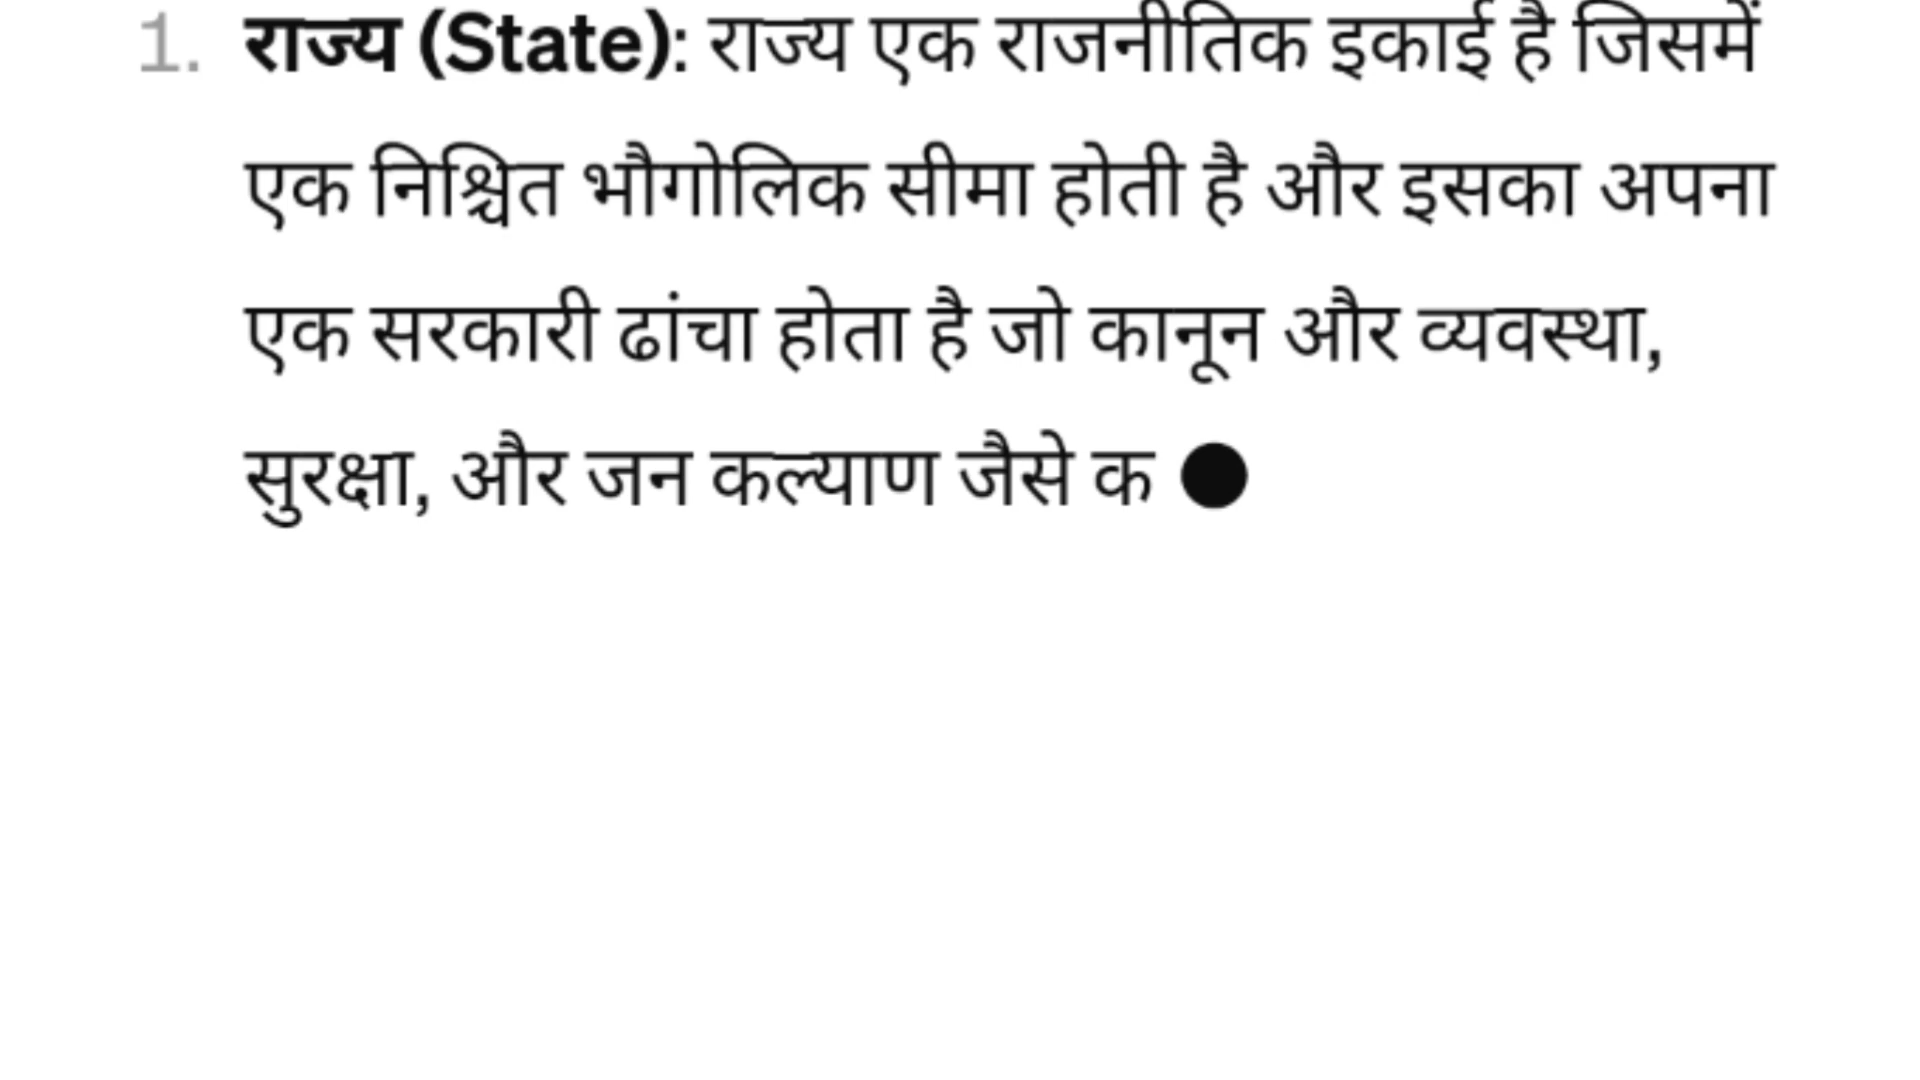 1. राज्य (State): राज्य एक राजनीतिक इकाई है जिसमें
एक निश्चित भौगोलिक सीमा होती है और इसका अपना
एक सरकारी ढांचा होता है जो कानून और व्यवस्था,
सुरक्षा, और जन कल्याण जैसे क